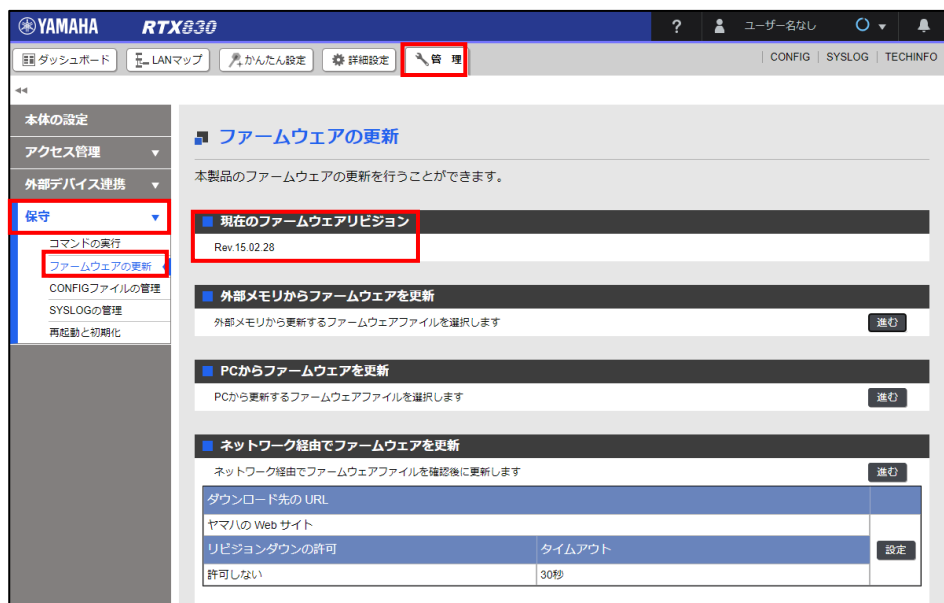 YAMAHA RTX830 ? ユーザー名なし
ダッシュボード LANマップ かんたん設定 詳細設定 管 理 CONFIG SYSLOG TECHINFO
本体の設定
アクセス管理
外部デバイス連携
保守
コマンドの実行
ファームウェアの更新
CONFIGファイルの管理
SYSLOGの管理
再起動と初期化
ファームウェアの更新
本製品のファームウェアの更新を行うことができます。
現在のファームウェアリビジョン
Rev.15.02.28
外部メモリからファームウェアを更新
外部メモリから更新するファームウェアファイルを選択します 進む
PCからファームウェアを更新
PCから更新するファームウェアファイルを選択します 進む
ネットワーク経由でファームウェアを更新
ネットワーク経由でファームウェアファイルを確認後に更新します 進む
ダウンロード先の URL
ヤマハの Web サイト
リビジョンダウンの許可 タイムアウト 設定
許可しない 30秒